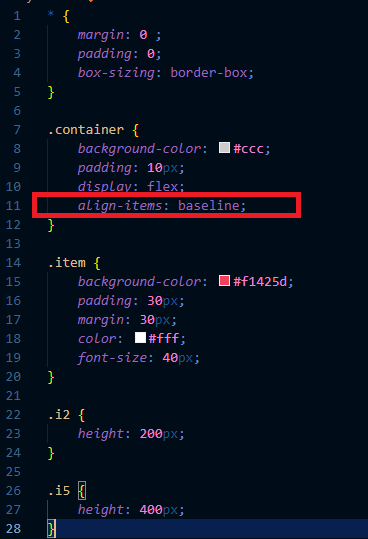 1 * {
2 margin: 0 ;
3 padding: 0;
4 box-sizing: border-box;
5 }
6
7 .container {
8 background-color: #ccc;
9 padding: 10px;
10 display: flex;
11 align-items: baseline;
12 }
13
14 .item {
15 background-color: #f1425d;
16 padding: 30px;
17 margin: 30px;
18 color: #fff;
19 font-size: 40px;
20 }
21
22 .i2 {
23 height: 200px;
24 }
25
26 .i5 {
27 height: 400px;
28 }